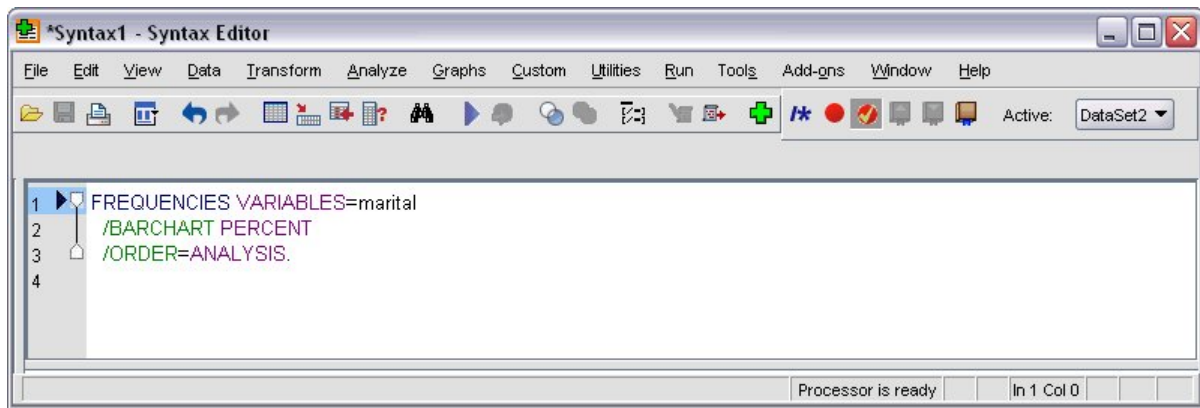 *Syntax1 - Syntax Editor
File Edit View Data Transform Analyze Graphs Custom Utilities Run Tools Add-ons Window Help
Active: DataSet2
1 FREQUENCIES VARIABLES=marital
2 /BARCHART PERCENT
3 /ORDER=ANALYSIS.
4
Processor is ready In 1 Col 0